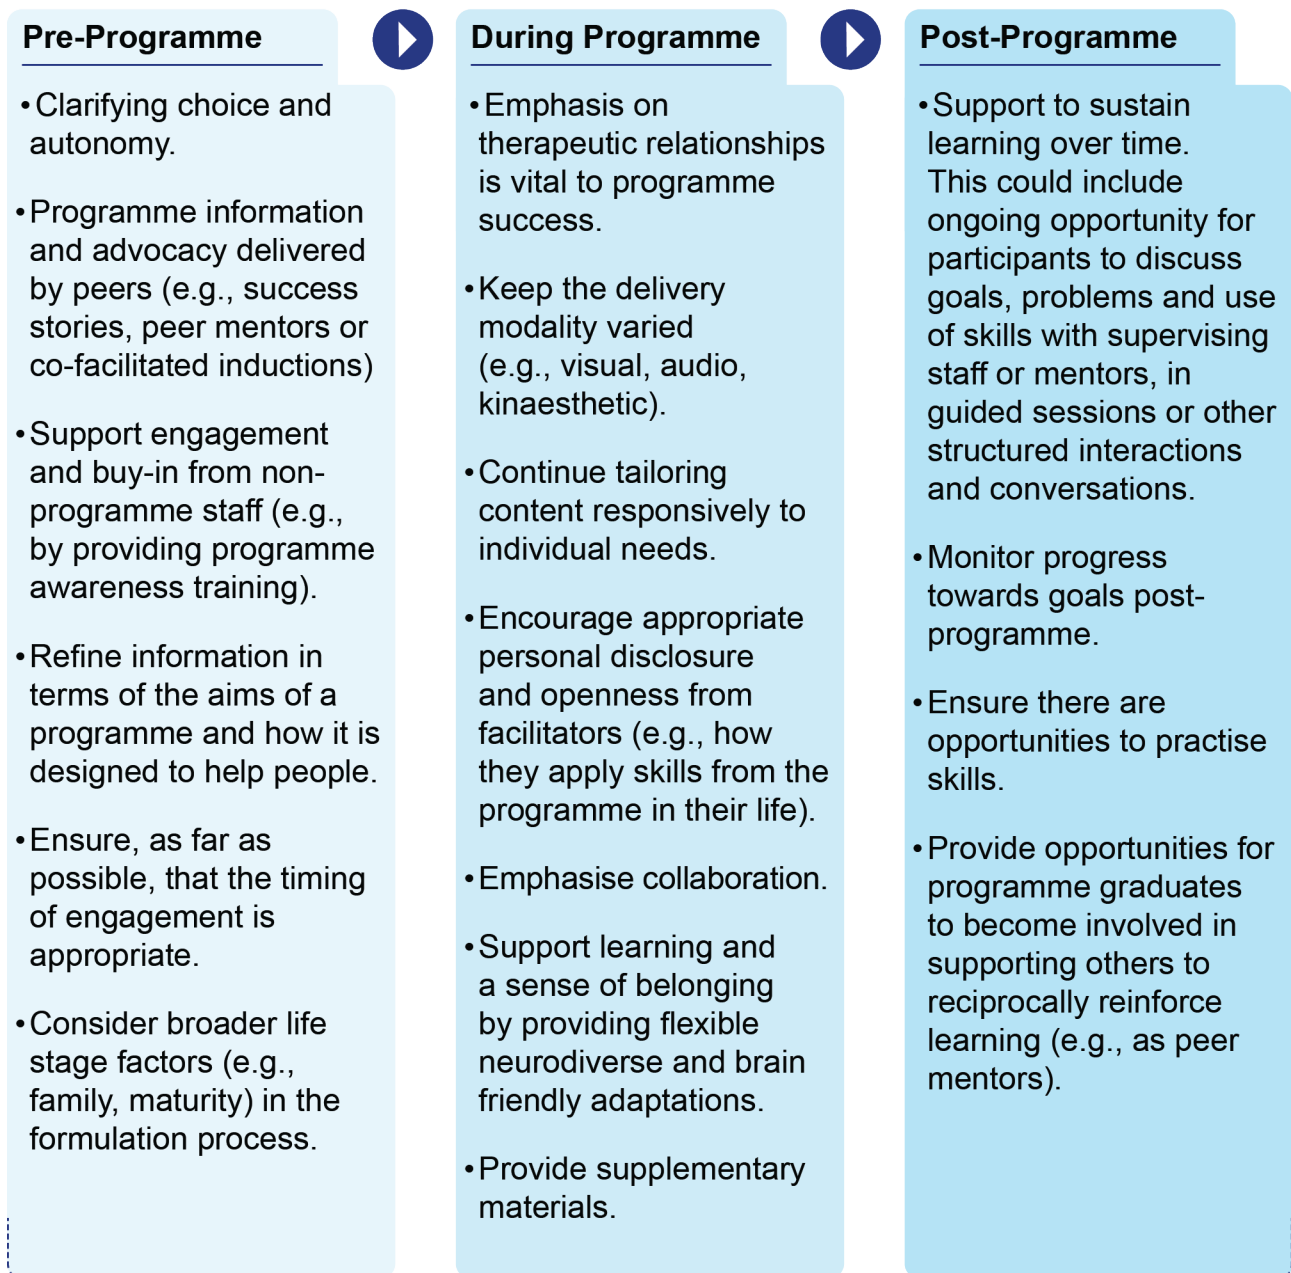 Pre-Programme
• Clarifying choice and
autonomy.
• Programme information
and advocacy delivered
by peers (e.g., success
stories, peer mentors or
co-facilitated inductions)
• Support engagement
and buy-in from non-
programme staff (e.g.,
by providing programme
awareness training).
• Refine information in
terms of the aims of a
programme and how it is
designed to help people.
• Ensure, as far as
possible, that the timing
of engagement is
appropriate.
• Consider broader life
stage factors (e.g.,
family, maturity) in the
formulation process.
During Programme
• Emphasis on
therapeutic relationships
is vital to programme
success.
• Keep the delivery
modality varied
(e.g., visual, audio,
kinaesthetic).
• Continue tailoring
content responsively to
individual needs.
• Encourage appropriate
personal disclosure
and openness from
facilitators (e.g., how
they apply skills from the
programme in their life).
• Emphasise collaboration.
• Support learning and
a sense of belonging
by providing flexible
neurodiverse and brain
friendly adaptations.
• Provide supplementary
materials.
Post-Programme
• Support to sustain
learning over time.
This could include
ongoing opportunity for
participants to discuss
goals, problems and use
of skills with supervising
staff or mentors, in
guided sessions or other
structured interactions
and conversations.
• Monitor progress
towards goals post-
programme.
• Ensure there are
opportunities to practise
skills.
• Provide opportunities for
programme graduates
to become involved in
supporting others to
reciprocally reinforce
learning (e.g., as peer
mentors).